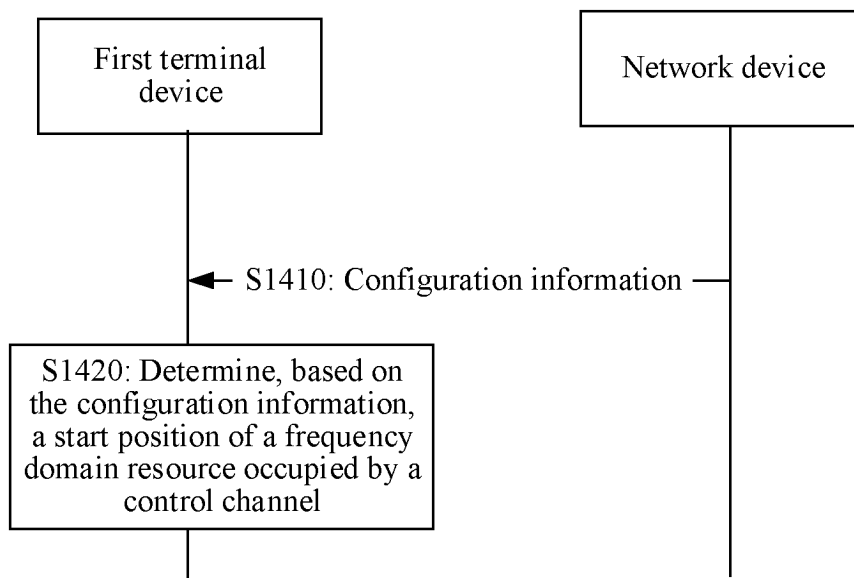 First terminal
device
Network device
S1410: Configuration information
S1420: Determine, based on
the configuration information,
a start position of a frequency
domain resource occupied by a
control channel